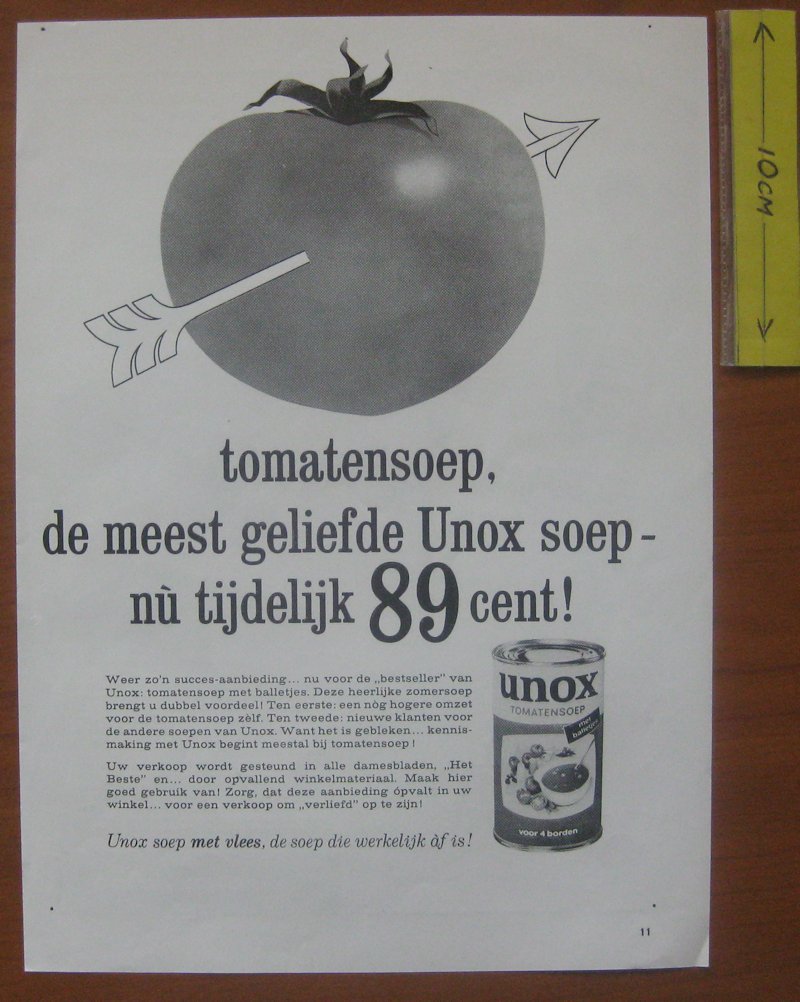 10CM
tomatensoep,
de meest geliefde Unox soep -
nù tijdelijk 89 cent!
Weer zo'n succes-aanbieding... nu voor de „bestseller” van
Unox: tomatensoep met balletjes. Deze heerlijke zomersoep
brengt u dubbel voordeel! Ten eerste: een nòg hogere omzet
voor de tomatensoep zèlf. Ten tweede: nieuwe klanten voor
de andere soepen van Unox. Want het is gebleken... kennis-
making met Unox begint meestal bij tomatensoep!
Uw verkoop wordt gesteund in alle damesbladen, „Het
Beste” en... door opvallend winkelmateriaal. Maak hier
goed gebruik van! Zorg, dat deze aanbieding ópvalt in uw
winkel... voor een verkoop om „verliefd” op te zijn!
Unox soep met vlees, de soep die werkelijk àf is!
unox
TOMATENSOEP
met
balletjes
voor 4 borden
11